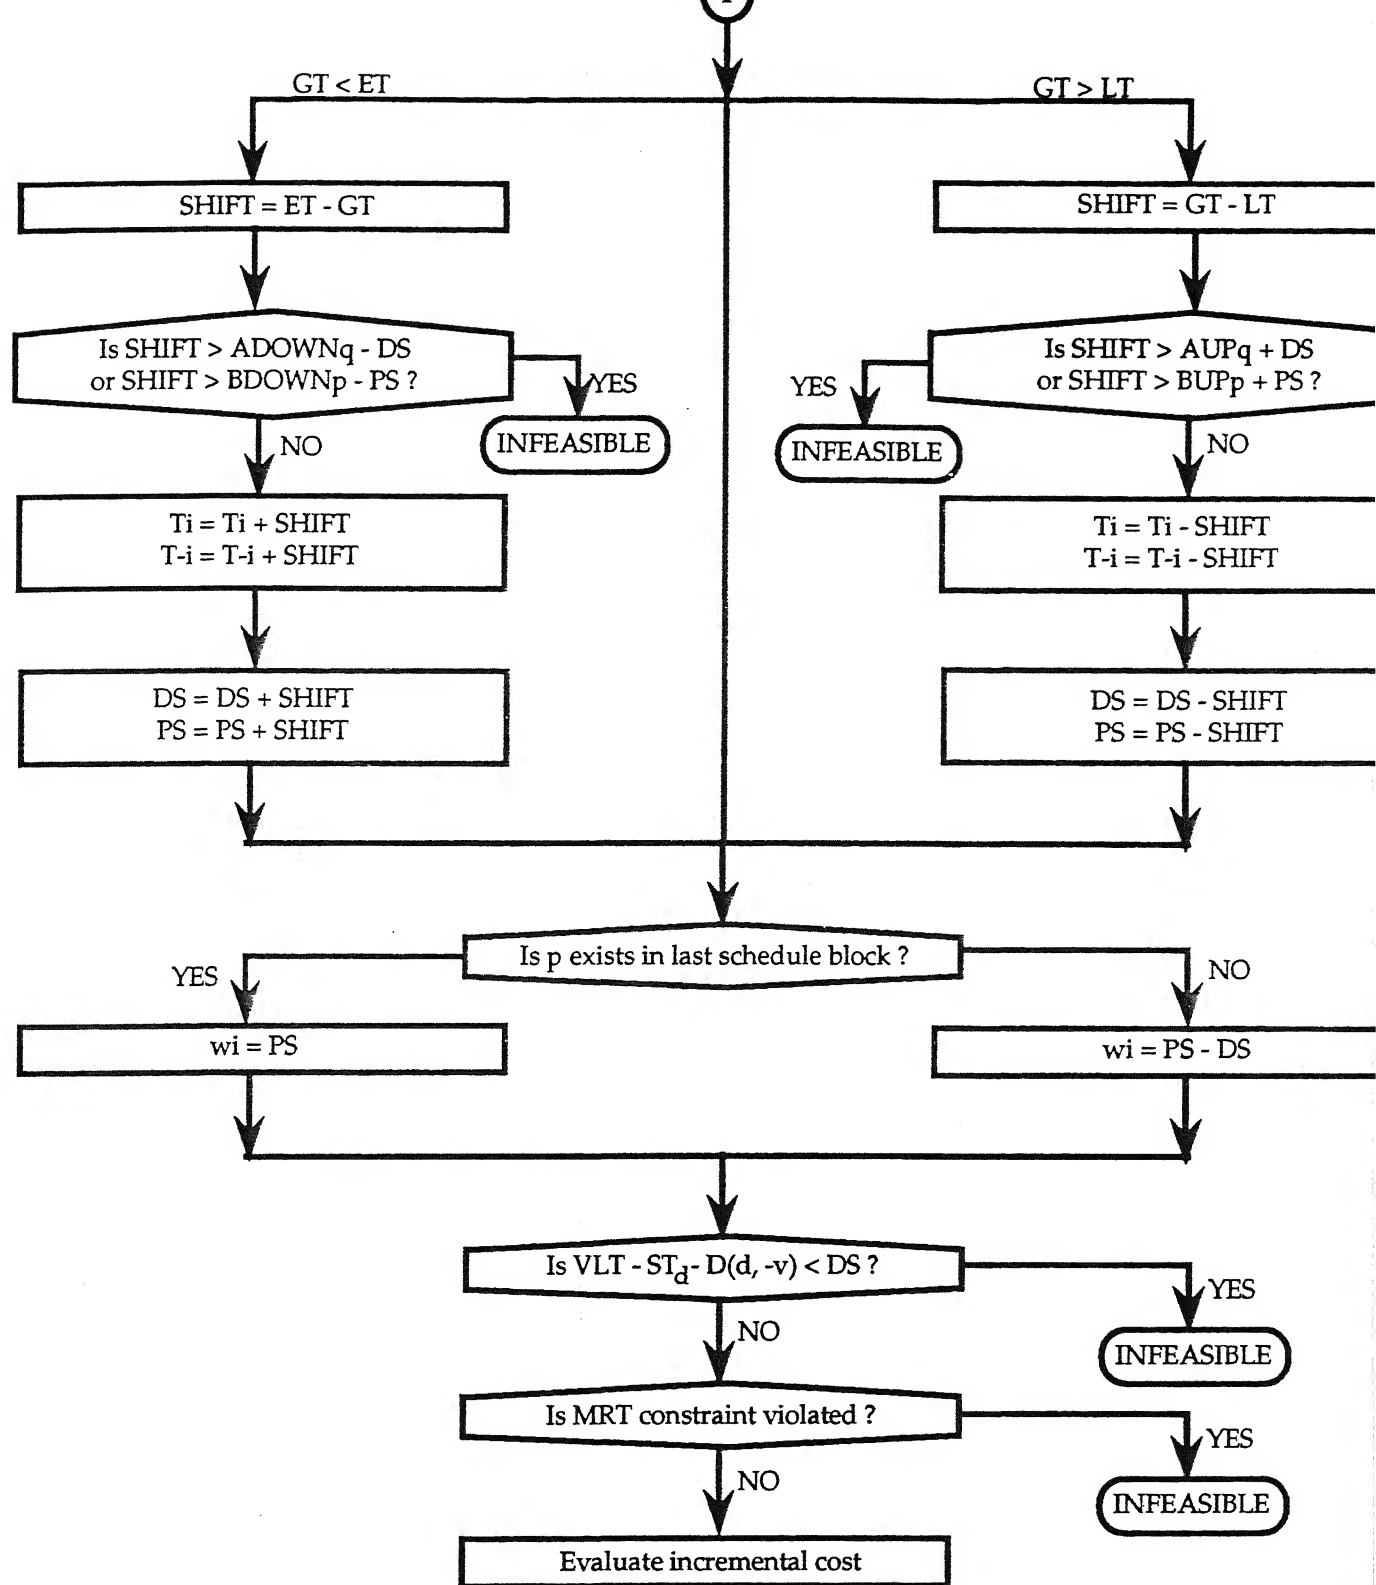 GT < ET
GT > LT
SHIFT = ET - GT
SHIFT = GT - LT
Is SHIFT > ADOWNq - DS
or SHIFT > BDOWNp - PS ?
Is SHIFT > AUPq + DS
or SHIFT > BUPp + PS ?
YES
YES
INFEASIBLE
INFEASIBLE
NO
NO
Ti = Ti + SHIFT
T-i = T-i + SHIFT
Ti = Ti - SHIFT
T-i = T-i - SHIFT
DS = DS + SHIFT
PS = PS + SHIFT
DS = DS - SHIFT
PS = PS - SHIFT
Is p exists in last schedule block ?
YES
NO
wi = PS
wi = PS - DS
Is VLT - STd - D(d, -v) < DS ?
YES
NO
INFEASIBLE
Is MRT constraint violated ?
YES
NO
INFEASIBLE
Evaluate incremental cost